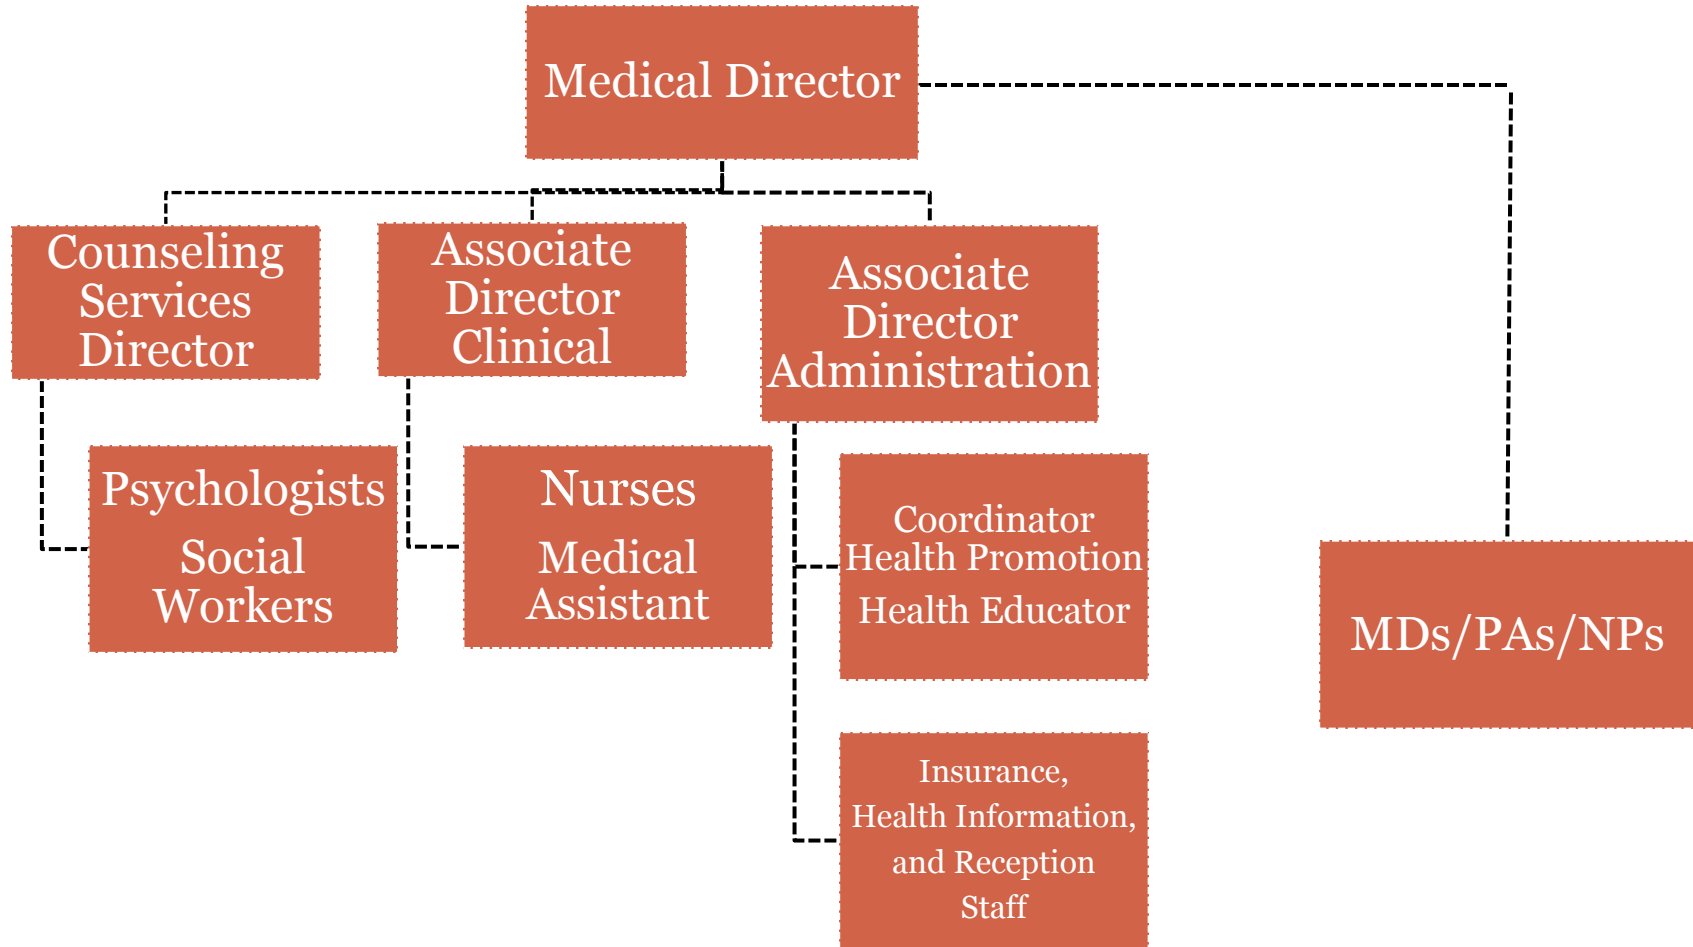 Medical Director
Counseling
Services
Director
Associate
Director
Clinical
Associate
Director
Administration
Psychologists
Social
Workers
Nurses
Medical
Assistant
Coordinator
Health Promotion
Health Educator
MDs/PAs/NPs
Insurance,
Health Information,
and Reception
Staff